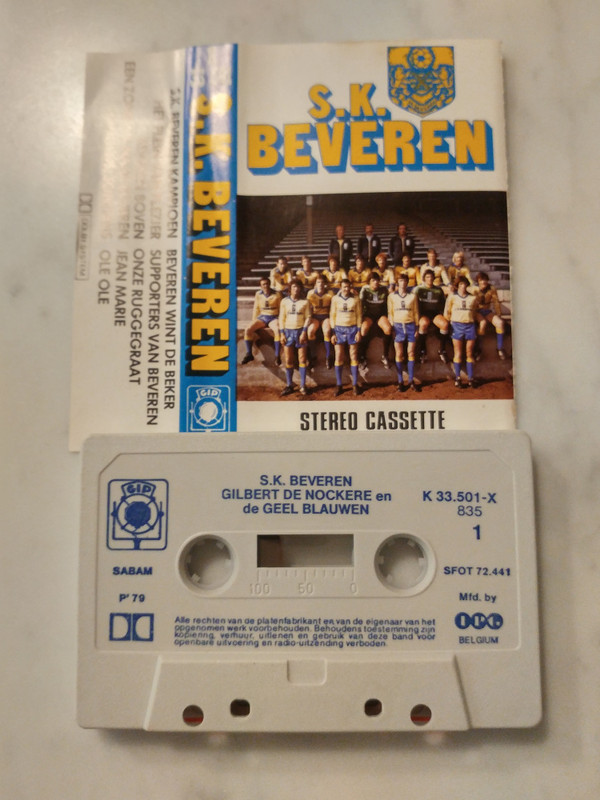 S.K.
BEVEREN
STEREO CASSETTE
S.K. BEVEREN
GIP
S.K. BEVEREN KAMPIOEN
BEVEREN WINT DE BEKER
SUPPORTERS VAN BEVEREN
BOVEN
ONZE RUGGEGRAAT
JEAN MARIE
OLE OLE
GIP
SABAM
P' 79
S.K. BEVEREN
GILBERT DE NOCKERE en
de GEEL BLAUWEN
K 33.501-X
835
1
SFOT 72.441
Mfd. by
BELGIUM
100 50 0
Alle rechten van de platenfabrikant en van de eigenaar van het
opgenomen werk voorbehouden. Behoudens toestemming zijn
kopiëring, verhuur, uitlenen en gebruik van deze band voor
openbare uitvoering en radio-uitzending verboden.